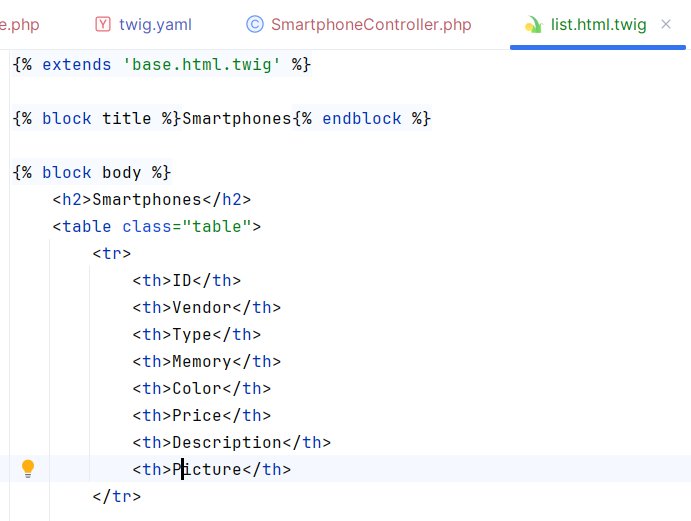 e.php twig.yaml SmartphoneController.php list.html.twig
{% extends 'base.html.twig' %}
{% block title %}Smartphones{% endblock %}
{% block body %}
<h2>Smartphones</h2>
<table class="table">
<tr>
<th>ID</th>
<th>Vendor</th>
<th>Type</th>
<th>Memory</th>
<th>Color</th>
<th>Price</th>
<th>Description</th>
<th>Picture</th>
</tr>